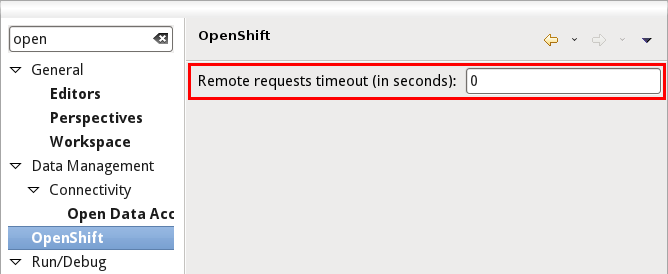 open
General
Editors
Perspectives
Workspace
Data Management
Connectivity
Open Data Acc
OpenShift
Run/Debug
OpenShift
Remote requests timeout (in seconds): 0